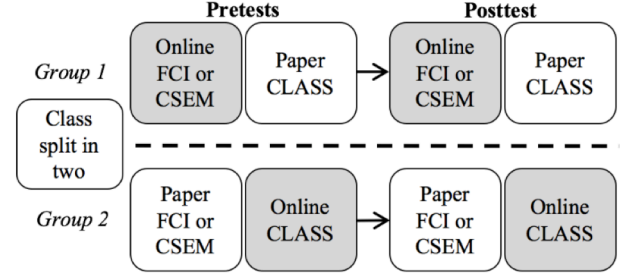 Pretests
Posttest
Group 1
Online
FCI or
CSEM
Paper
CLASS
Online
FCI or
CSEM
Paper
CLASS
Class
split in
two
Group 2
Paper
FCI or
CSEM
Online
CLASS
Paper
FCI or
CSEM
Online
CLASS